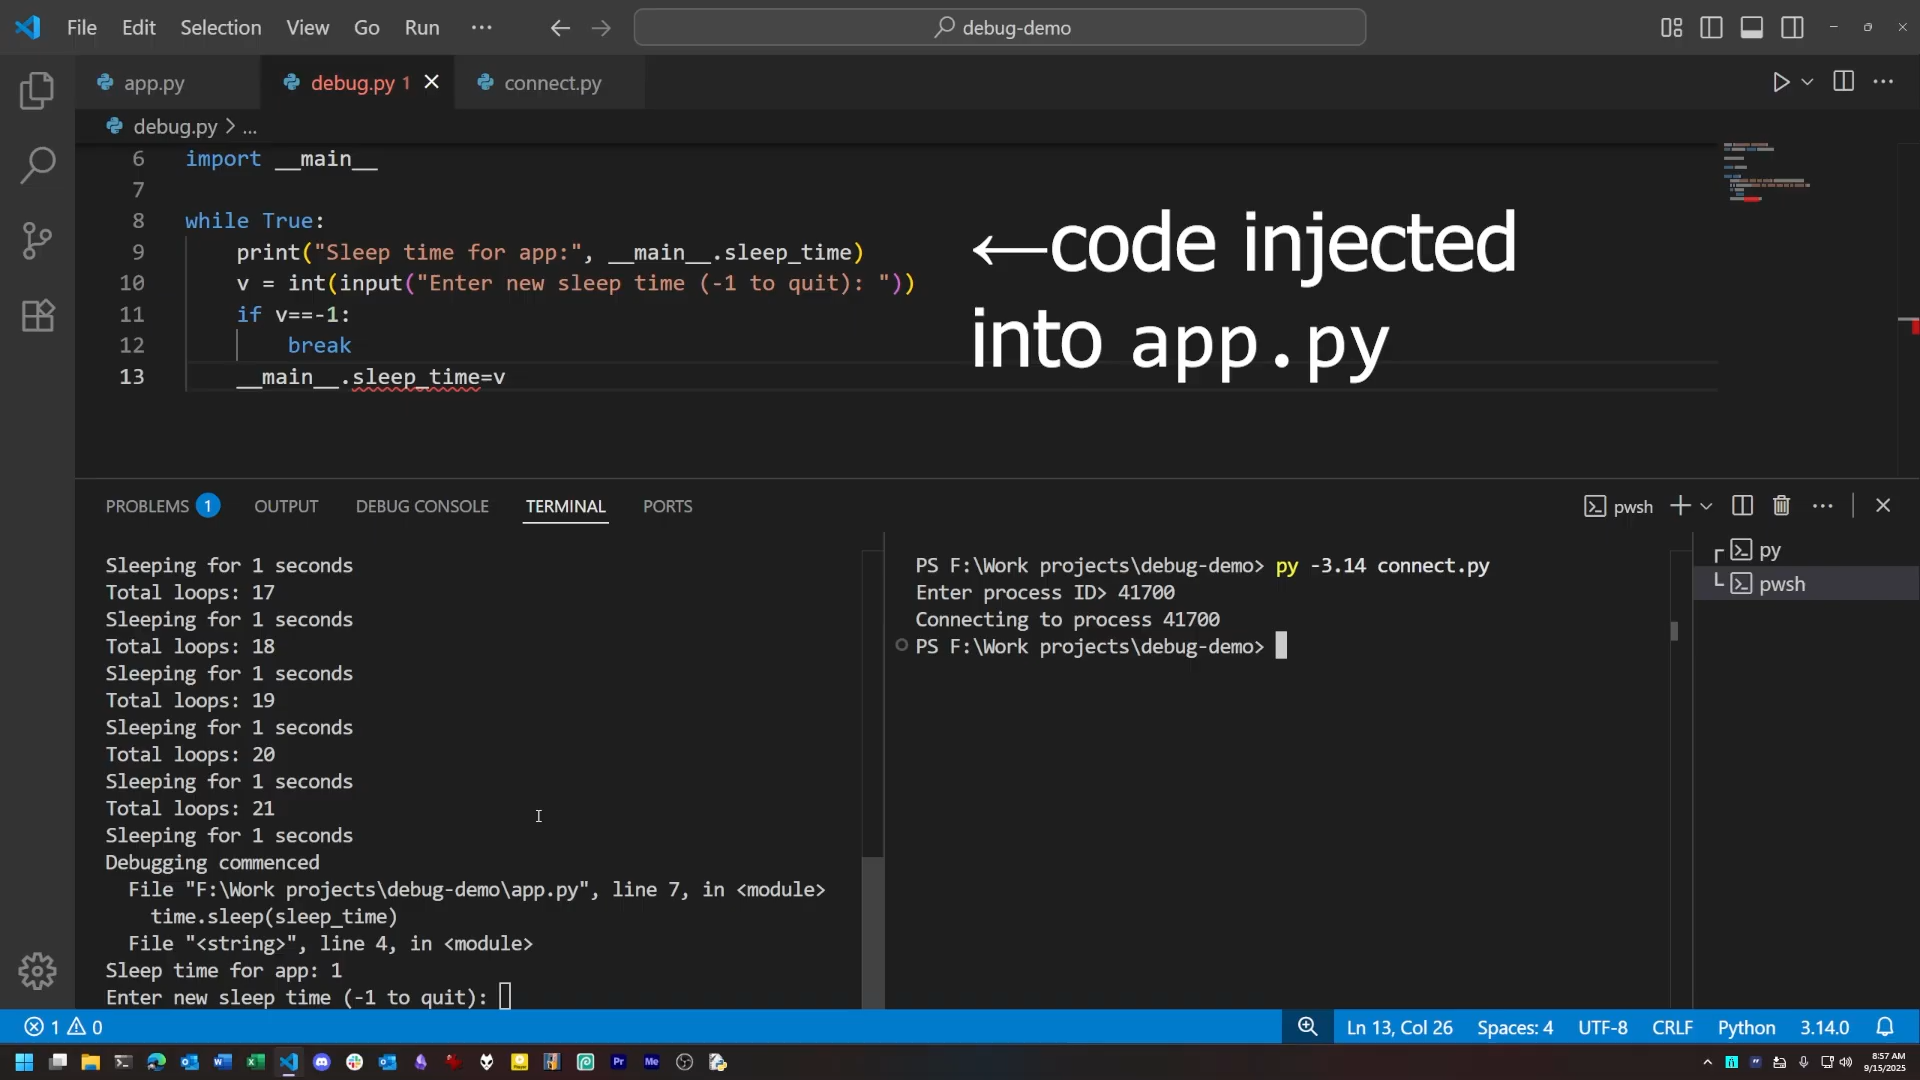 File Edit Selection View Go Run ··· ← → debug-demo
app.py debug.py 1 connect.py
debug.py > ...
6 import __main__
7
8 while True:
9 print("Sleep time for app:", __main__.sleep_time)
10 v = int(input("Enter new sleep time (-1 to quit): "))
11 if v==-1:
12 break
13 __main__.sleep_time=v
←code injected
into app.py
PROBLEMS 1 OUTPUT DEBUG CONSOLE TERMINAL PORTS pwsh
Sleeping for 1 seconds
Total loops: 17
Sleeping for 1 seconds
Total loops: 18
Sleeping for 1 seconds
Total loops: 19
Sleeping for 1 seconds
Total loops: 20
Sleeping for 1 seconds
Total loops: 21
Sleeping for 1 seconds
Debugging commenced
File "F:\Work projects\debug-demo\app.py", line 7, in <module>
time.sleep(sleep_time)
File "<string>", line 4, in <module>
Sleep time for app: 1
Enter new sleep time (-1 to quit):
PS F:\Work projects\debug-demo> py -3.14 connect.py
Enter process ID> 41700
Connecting to process 41700
PS F:\Work projects\debug-demo>
py
pwsh
1 0 Ln 13, Col 26 Spaces: 4 UTF-8 CRLF Python 3.14.0
Pr Me
8:57 AM
9/15/2025